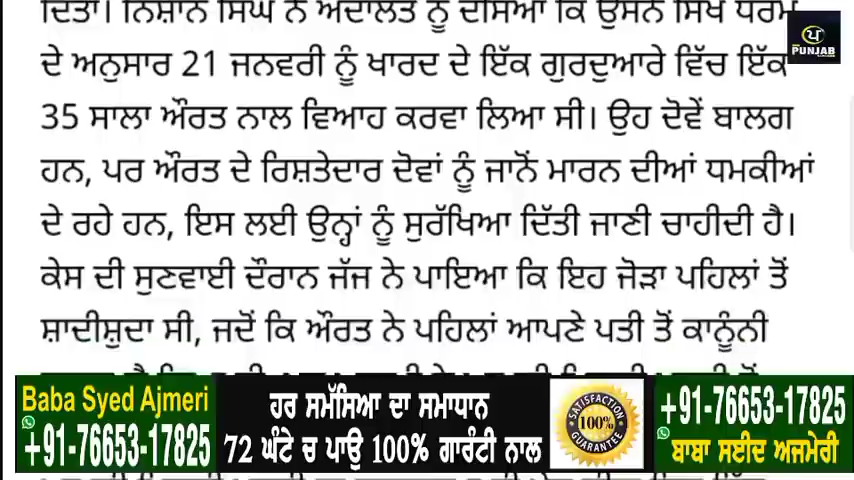 ਦਿੱਤਾ। ਨਿਸ਼ਾਨ ਸਿੰਘ ਨੇ ਅਦਾਲਤ ਨੂੰ ਦੱਸਿਆ ਕਿ ਉਸਨੇ ਸਿੱਖ ਧਰਮ
ਦੇ ਅਨੁਸਾਰ 21 ਜਨਵਰੀ ਨੂੰ ਖਾਰਦ ਦੇ ਇੱਕ ਗੁਰਦੁਆਰੇ ਵਿੱਚ ਇੱਕ
35 ਸਾਲਾ ਔਰਤ ਨਾਲ ਵਿਆਹ ਕਰਵਾ ਲਿਆ ਸੀ। ਉਹ ਦੋਵੇਂ ਬਾਲਗ
ਹਨ, ਪਰ ਔਰਤ ਦੇ ਰਿਸ਼ਤੇਦਾਰ ਦੋਵਾਂ ਨੂੰ ਜਾਨੋਂ ਮਾਰਨ ਦੀਆਂ ਧਮਕੀਆਂ
ਦੇ ਰਹੇ ਹਨ, ਇਸ ਲਈ ਉਨ੍ਹਾਂ ਨੂੰ ਸੁਰੱਖਿਆ ਦਿੱਤੀ ਜਾਣੀ ਚਾਹੀਦੀ ਹੈ।
ਕੇਸ ਦੀ ਸੁਣਵਾਈ ਦੌਰਾਨ ਜੱਜ ਨੇ ਪਾਇਆ ਕਿ ਇਹ ਜੋੜਾ ਪਹਿਲਾਂ ਤੋਂ
ਸ਼ਾਦੀਸ਼ੁਦਾ ਸੀ, ਜਦੋਂ ਕਿ ਔਰਤ ਨੇ ਪਹਿਲਾਂ ਆਪਣੇ ਪਤੀ ਤੋਂ ਕਾਨੂੰਨੀ
ਪ
PUNJAB
Baba Syed Ajmeri
+91-76653-17825
ਹਰ ਸਮੱਸਿਆ ਦਾ ਸਮਾਧਾਨ
72 ਘੰਟੇ ਚ ਪਾਉ 100% ਗਾਰੰਟੀ ਨਾਲ
SATISFACTION
100%
GUARANTEE
+91-76653-17825
ਬਾਬਾ ਸਈਦ ਅਜਮੇਰੀ